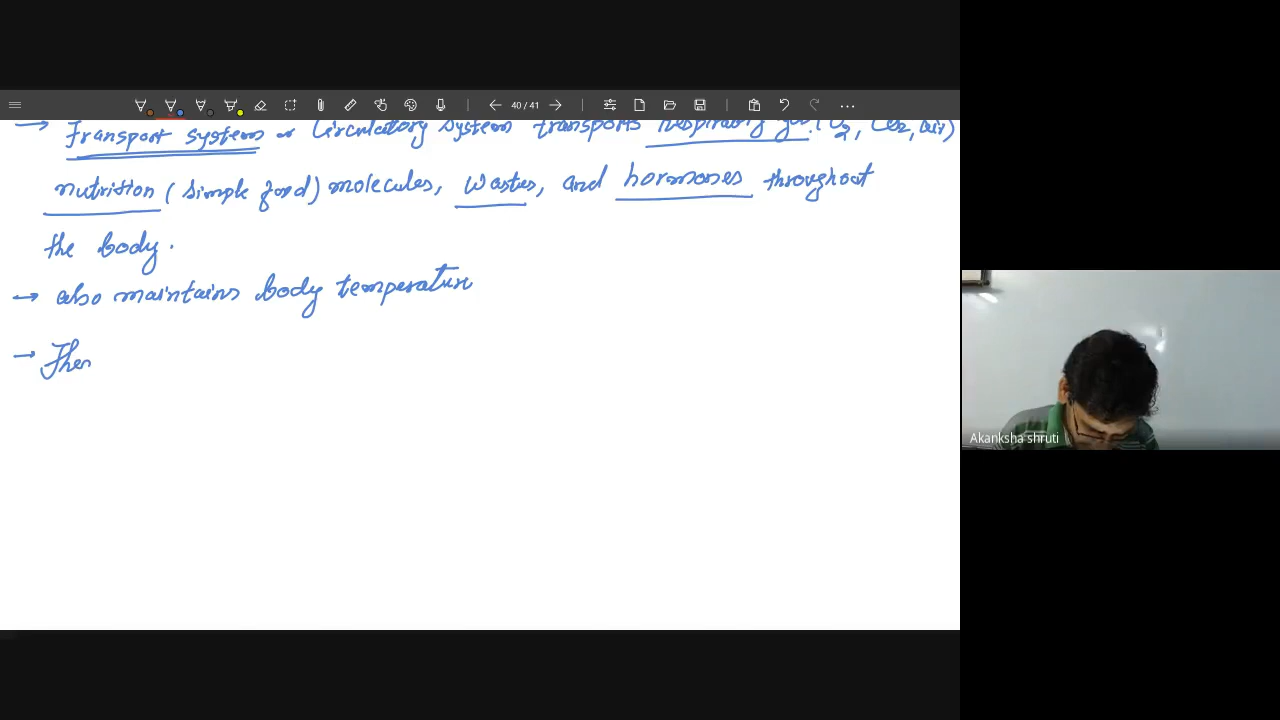 40 / 41
→ Transport system or Circulatory system transports Respiratory (O2, CO2, air)
nutrition (simple food) molecules, wastes, and hormones throughout
the body.
→ also maintains body temperature
→ Ther
Akanksha shruti